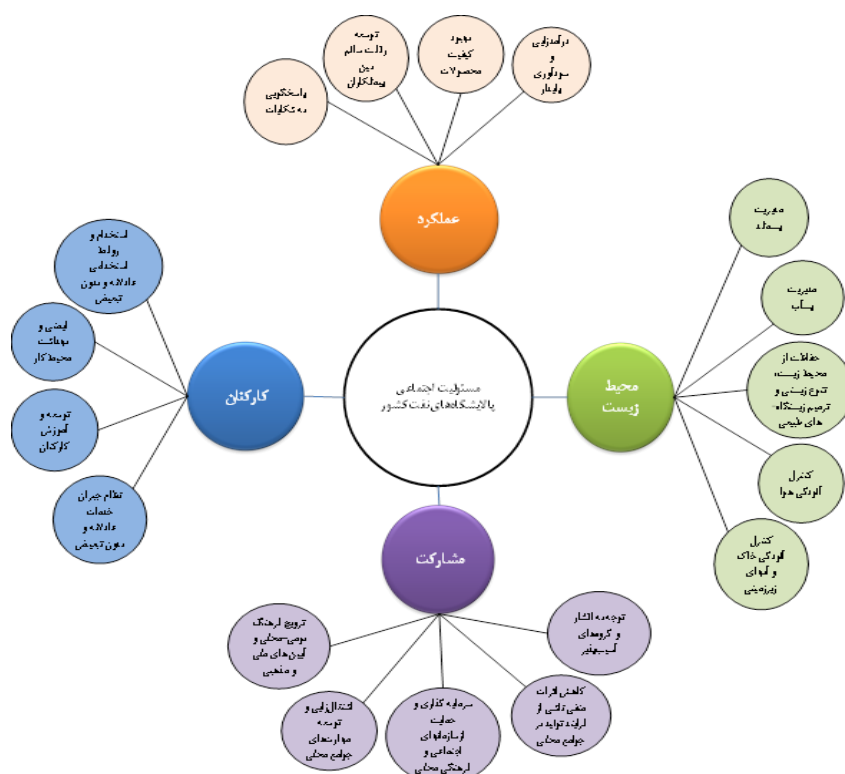 پاسخگویی
به شکایات
توسعه
رقابت سالم
بین
پیمانکاران
بهبود
کیفیت
محصولات
درآمدزایی
و
سودآوری
پایدار
عملکرد
استخدام و
روابط
استخدامی
عادلانه و بدون
تبعیض
ایمنی و
بهداشت
محیط کار
توسعه و
آموزش
کارکنان
نظام جبران
خدمات
عادلانه و
بدون تبعیض
کارکنان
مسئولیت اجتماعی
پالایشگاه‌های نفت کشور
محیط
زیست
مدیریت
پسماند
مدیریت
پساب
حفاظت از
محیط زیست،
تنوع زیستی و
ترمیم زیستگاه-
های طبیعی
کنترل
آلودگی هوا
کنترل
آلودگی خاک
و آبهای
زیرزمینی
مشارکت
توجه به اقشار
و گروههای
آسیب‌پذیر
کاهش اثرات
منفی ناشی از
فرایند تولید بر
جوامع محلی
سرمایه گذاری و
حمایت
از سازمانهای
اجتماعی و
فرهنگی محلی
اشتغال‌زایی و
توسعه
مهارت‌های
جوامع محلی
ترویج فرهنگ
بومی-محلی و
آیین‌های ملی
و مذهبی